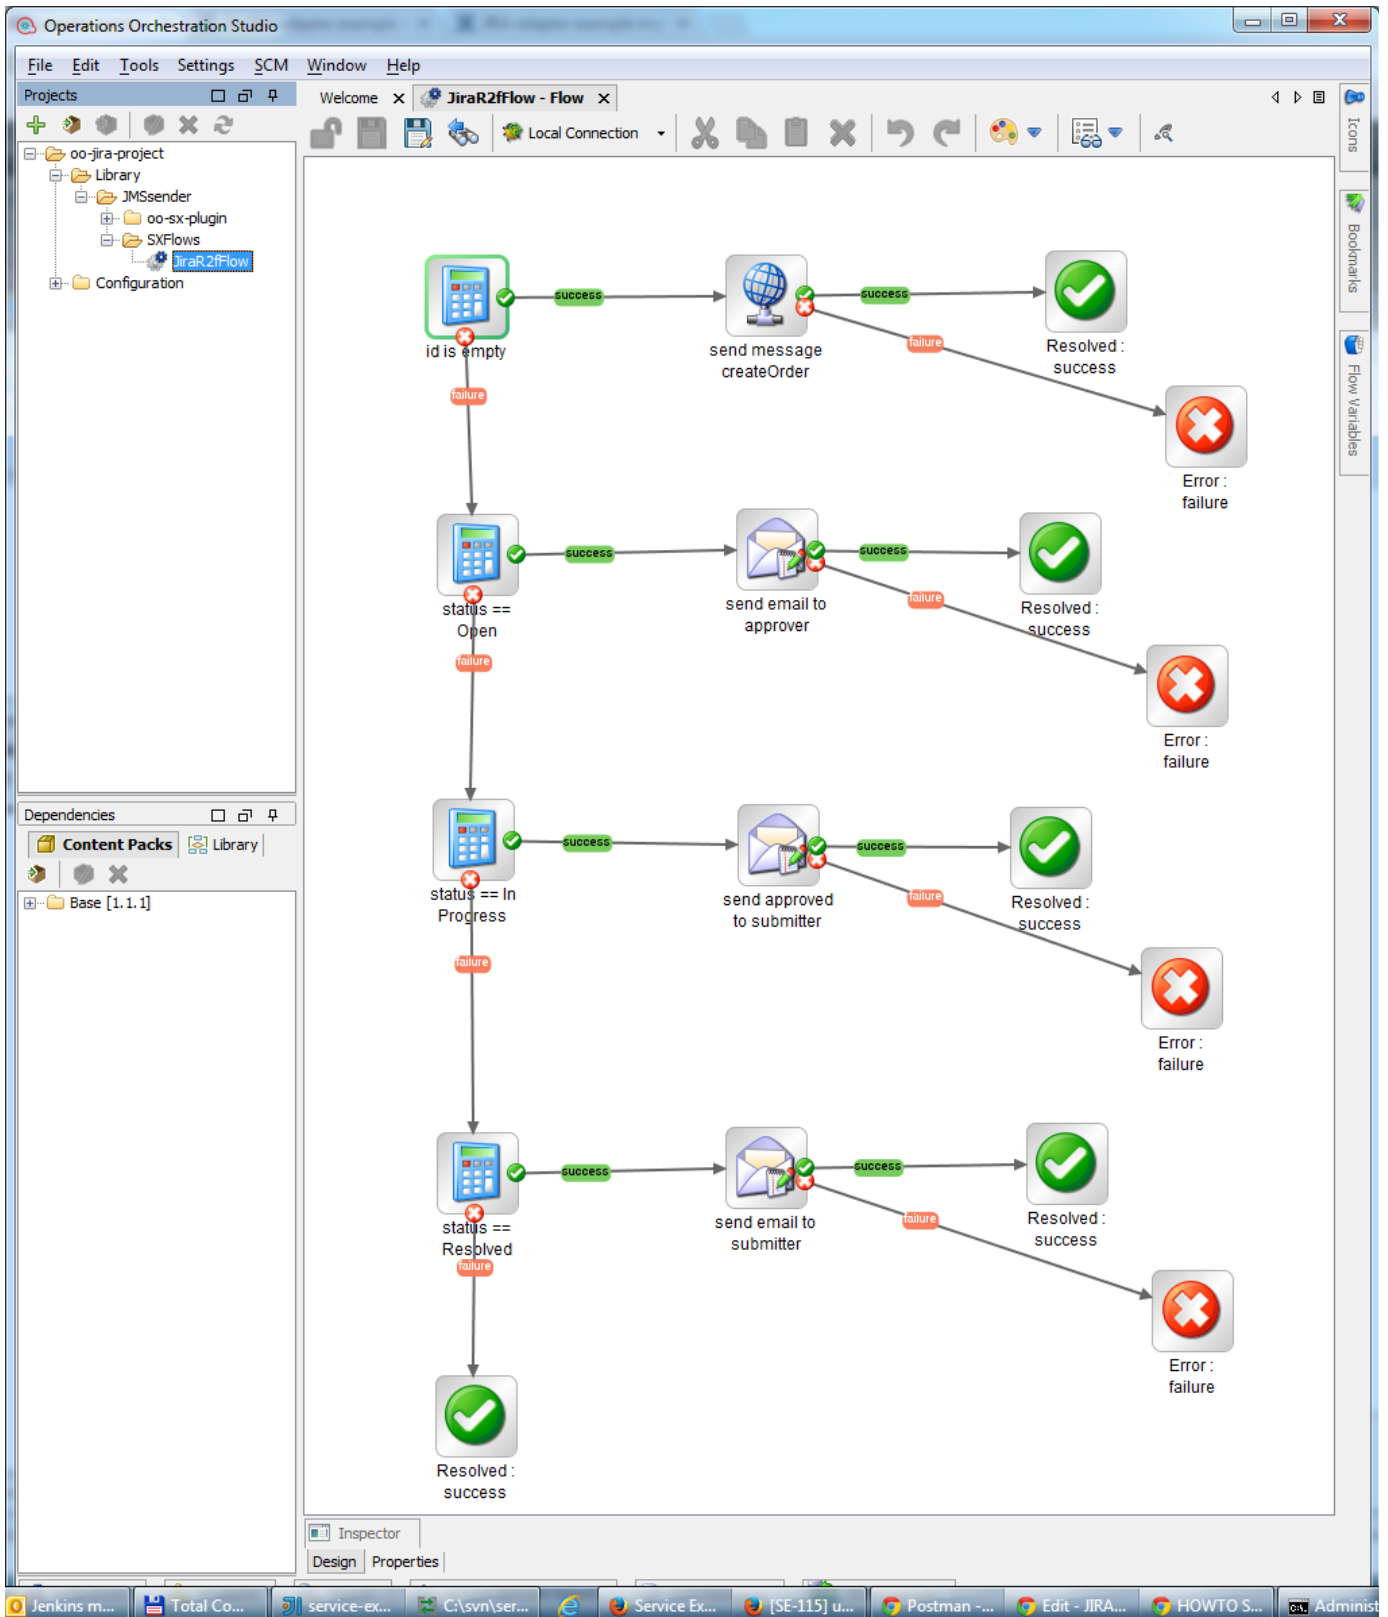 Operations Orchestration Studio
File Edit Tools Settings SCM Window Help
Projects
Welcome
JiraR2fFlow - Flow
Local Connection
oo-jira-project
Library
JMSsender
oo-sx-plugin
SXFlows
JiraR2fFlow
Configuration
Icons
Bookmarks
Flow Variables
id is empty
success
send message
createOrder
success
Resolved :
success
failure
Error :
failure
failure
status ==
Open
success
send email to
approver
success
Resolved :
success
failure
Error :
failure
failure
status == In
Progress
success
send approved
to submitter
success
Resolved :
success
failure
Error :
failure
failure
status ==
Resolved
success
send email to
submitter
success
Resolved :
success
failure
Error :
failure
failure
Resolved :
success
Dependencies
Content Packs
Library
Base [1.1.1]
Inspector
Design Properties
Jenkins m...
Total Co...
service-ex...
C:\svn\ser...
Service Ex...
[SE-115] u...
Postman -...
Edit - JIRA...
HOWTO S...
Administ